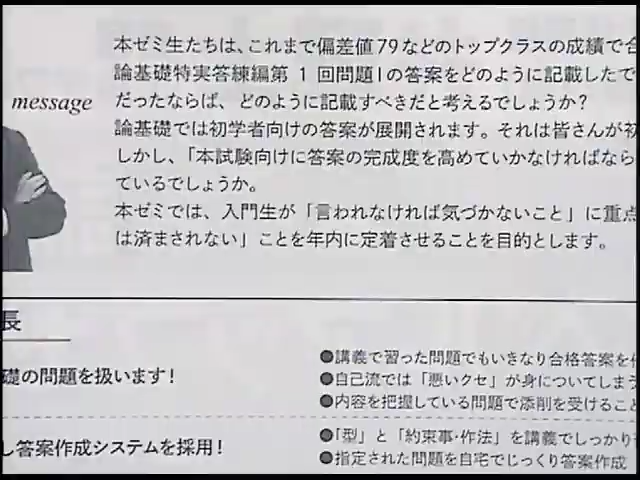 本ゼミ生たちは、これまで偏差値79などのトップクラスの成績で合
論基礎特実答練編第 1 回問題Iの答案をどのように記載したで
message
だったならば、どのように記載すべきだと考えるでしょうか?
論基礎では初学者向けの答案が展開されます。それは皆さんが初
しかし、「本試験向けに答案の完成度を高めていかなければなら
ているでしょうか。
本ゼミでは、入門生が「言われなければ気づかないこと」に重点
は済まされない」ことを年内に定着させることを目的とします。
長
礎の問題を扱います!
●講義で習った問題でもいきなり合格答案を
●自己流では「悪いクセ」が身についてしまう
●内容を把握している問題で添削を受けること
し答案作成システムを採用!
●「型」と「約束事・作法」を講義でしっかり
●指定された問題を自宅でじっくり答案作成